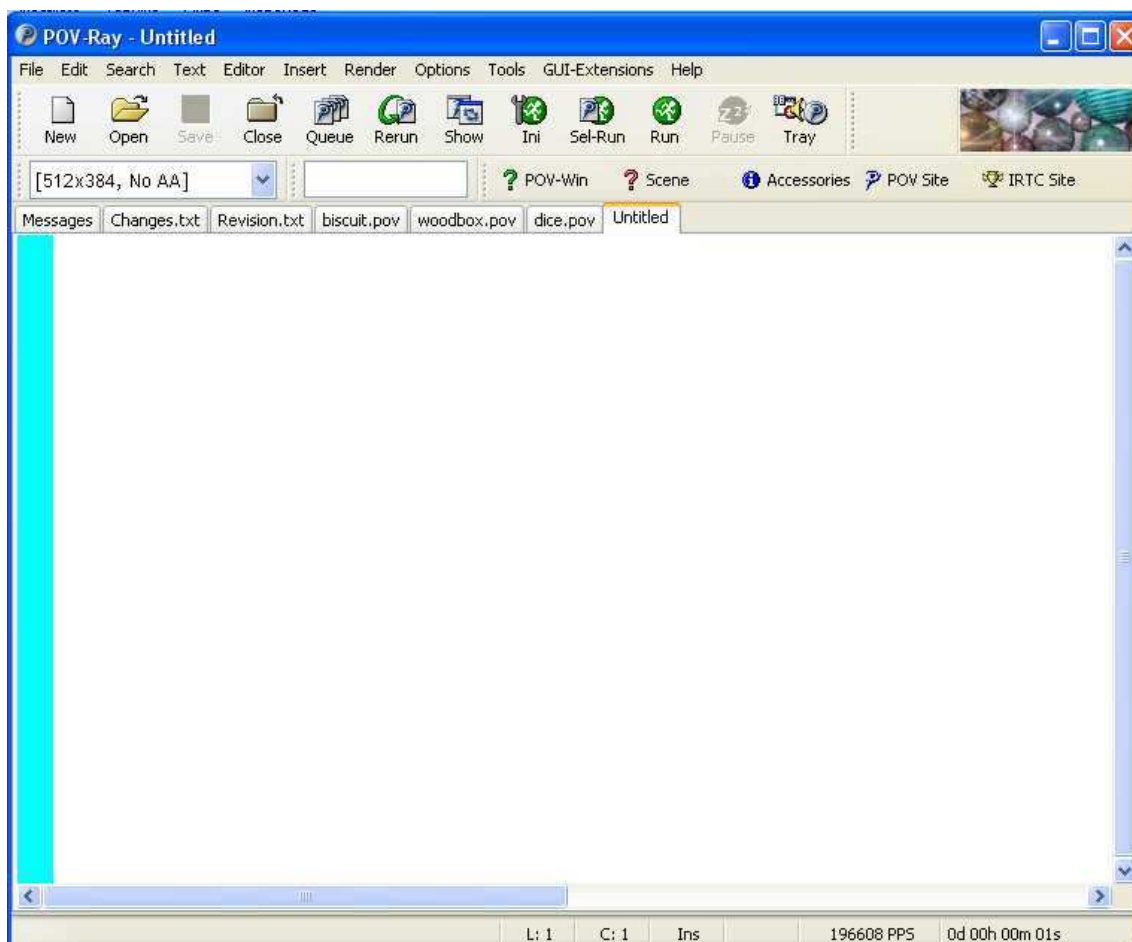 POV-Ray - Untitled
File Edit Search Text Editor Insert Render Options Tools GUI-Extensions Help
New Open Save Close Queue Rerun Show Ini Sel-Run Run Pause Tray
[512x384, No AA] ? POV-Win ? Scene Accessories POV Site IRTC Site
Messages Changes.txt Revision.txt biscuit.pov woodbox.pov dice.pov Untitled
L: 1 C: 1 Ins 196608 PPS 0d 00h 00m 01s